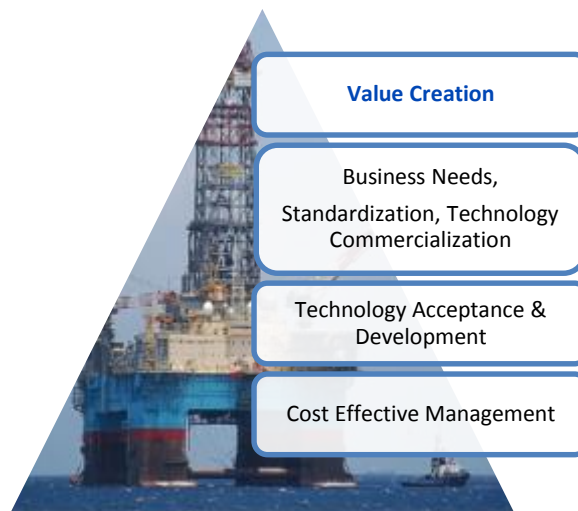 Value Creation
Business Needs,
Standardization, Technology
Commercialization
Technology Acceptance &
Development
Cost Effective Management